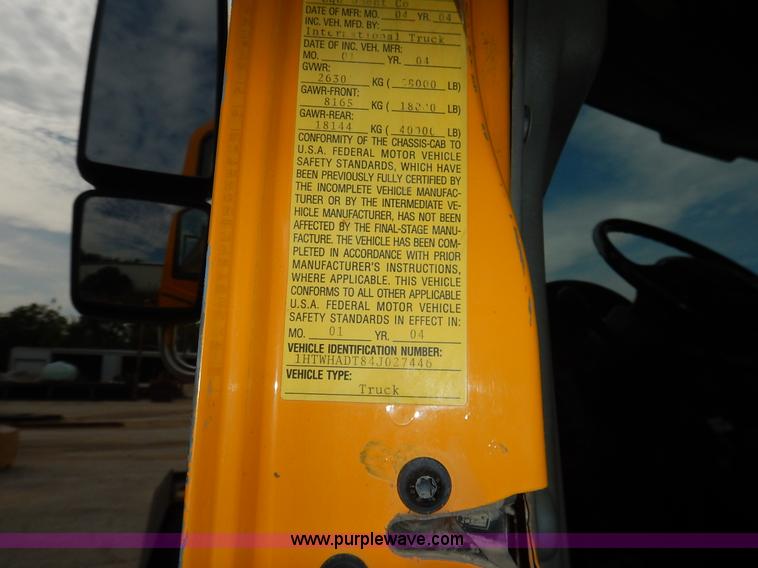 DATE OF MFR: MO. 04 YR. 04
INC. VEH. MFD. BY:
International Truck
DATE OF INC. VEH. MFR:
MO. 01 YR. 04
GVWR:
2630 KG ( 58000 LB)
GAWR-FRONT:
8165 KG ( 18000 LB)
GAWR-REAR:
18144 KG ( 40000 LB)
CONFORMITY OF THE CHASSIS-CAB TO
U.S.A. FEDERAL MOTOR VEHICLE
SAFETY STANDARDS, WHICH HAVE
BEEN PREVIOUSLY FULLY CERTIFIED BY
THE INCOMPLETE VEHICLE MANUFAC-
TURER OR BY THE INTERMEDIATE VE-
HICLE MANUFACTURER, HAS NOT BEEN
AFFECTED BY THE FINAL-STAGE MANU-
FACTURE. THE VEHICLE HAS BEEN COM-
PLETED IN ACCORDANCE WITH PRIOR
MANUFACTURER'S INSTRUCTIONS,
WHERE APPLICABLE. THIS VEHICLE
CONFORMS TO ALL OTHER APPLICABLE
U.S.A. FEDERAL MOTOR VEHICLE
SAFETY STANDARDS IN EFFECT IN:
MO. 01 YR. 04
VEHICLE IDENTIFICATION NUMBER:
1HTWHADT84J027446
VEHICLE TYPE:
Truck
www.purplewave.com